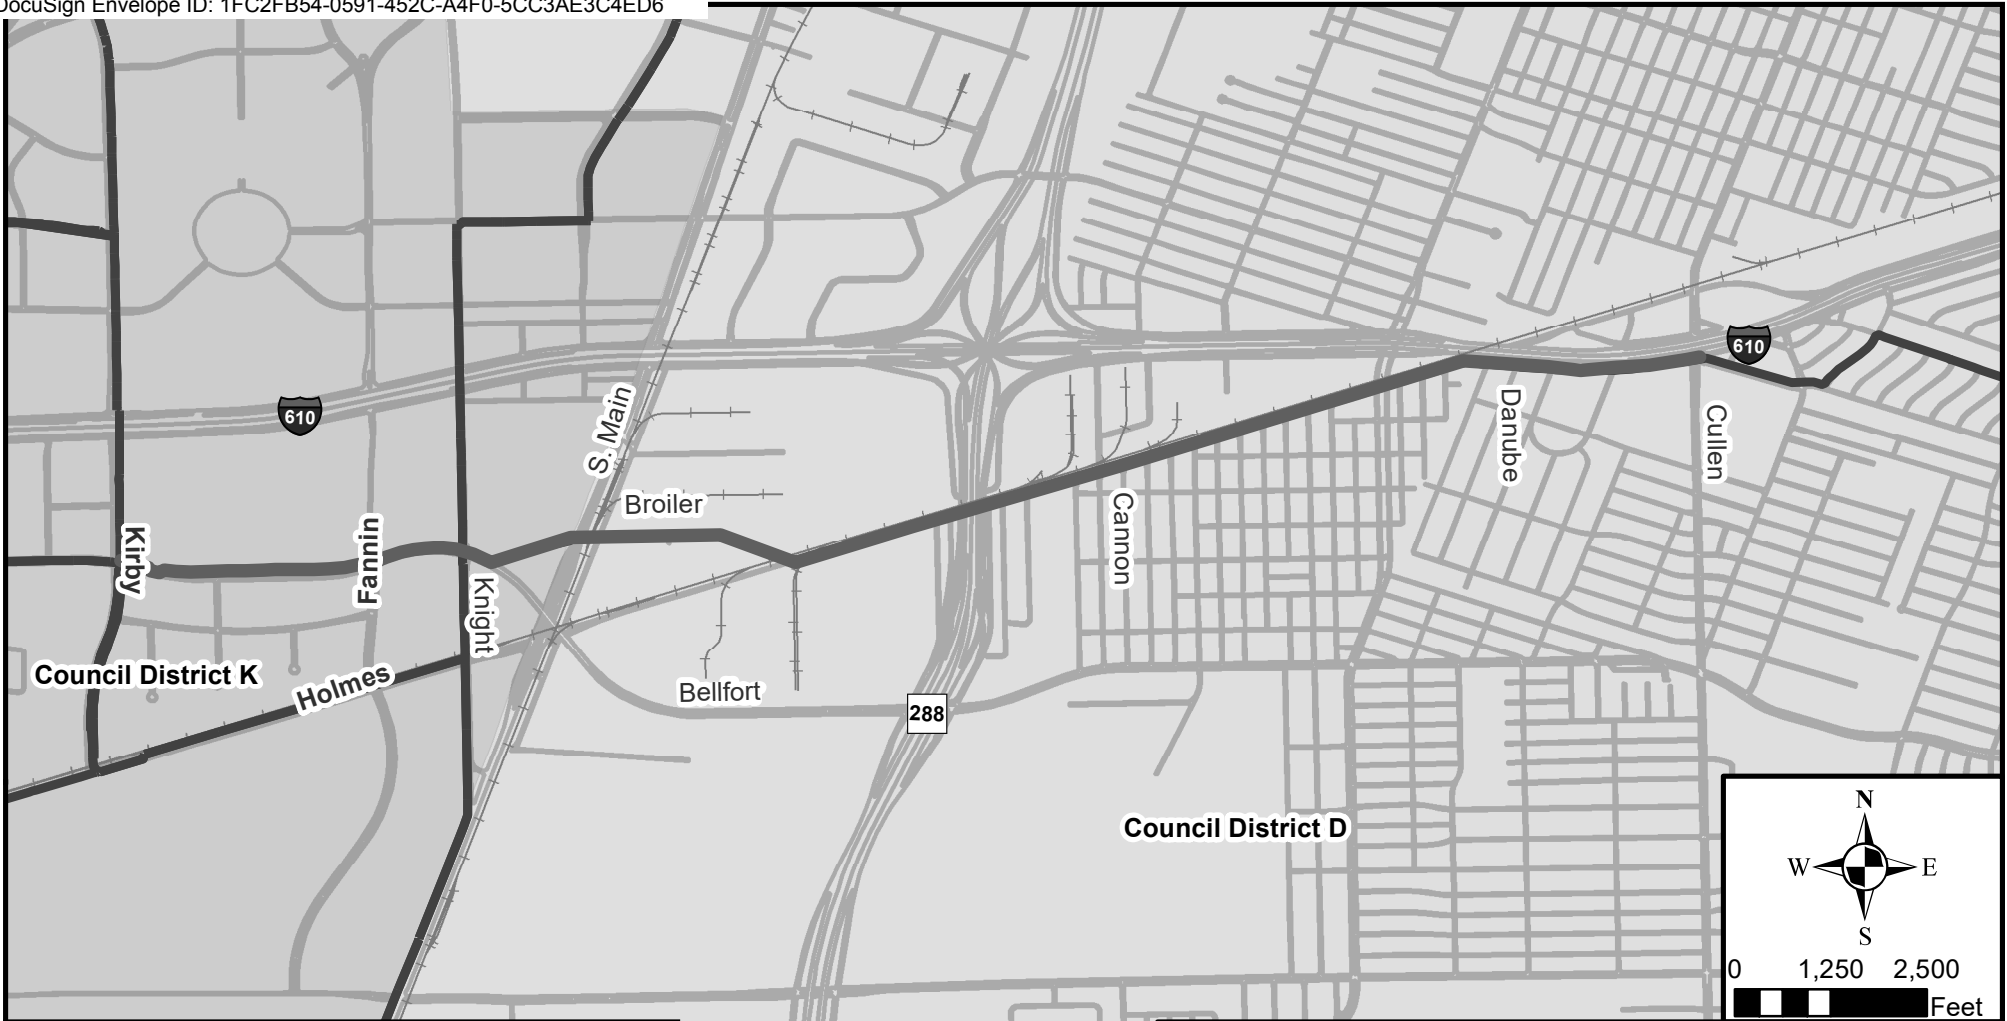 DocuSign Envelope ID: 1FC2FB54-0591-452C-A4F0-5CC3AE3C4ED6
610
610
S. Main
Danube
Cullen
Broiler
Cannon
Kirby
Fannin
Knight
Council District K
Holmes
Bellfort
288
Council District D
N
W E
S
0 1,250 2,500
Feet